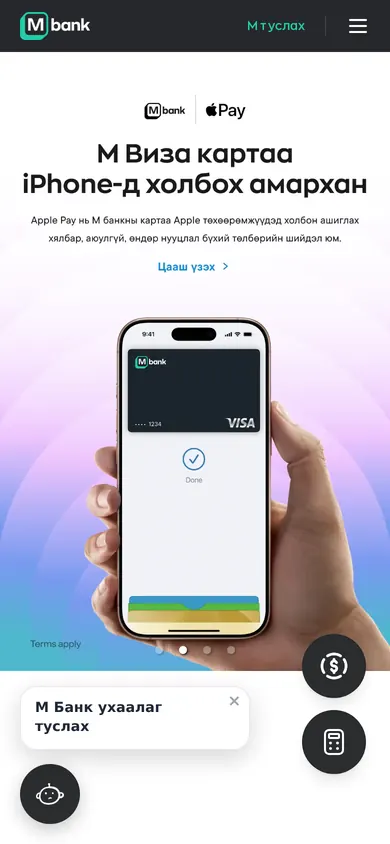 M bank
М туслах
M bank
Pay
М Виза картаа
iPhone-д холбох амархан
Apple Pay нь М банкны картаа Apple төхөөрөмжүүдэд холбон ашиглах
хялбар, аюулгүй, өндөр нууцлал бүхий төлбөрийн шийдэл юм.
Цааш үзэх
9:41
M bank
•••• 1234
VISA
Done
Terms apply
М Банк ухаалаг
туслах